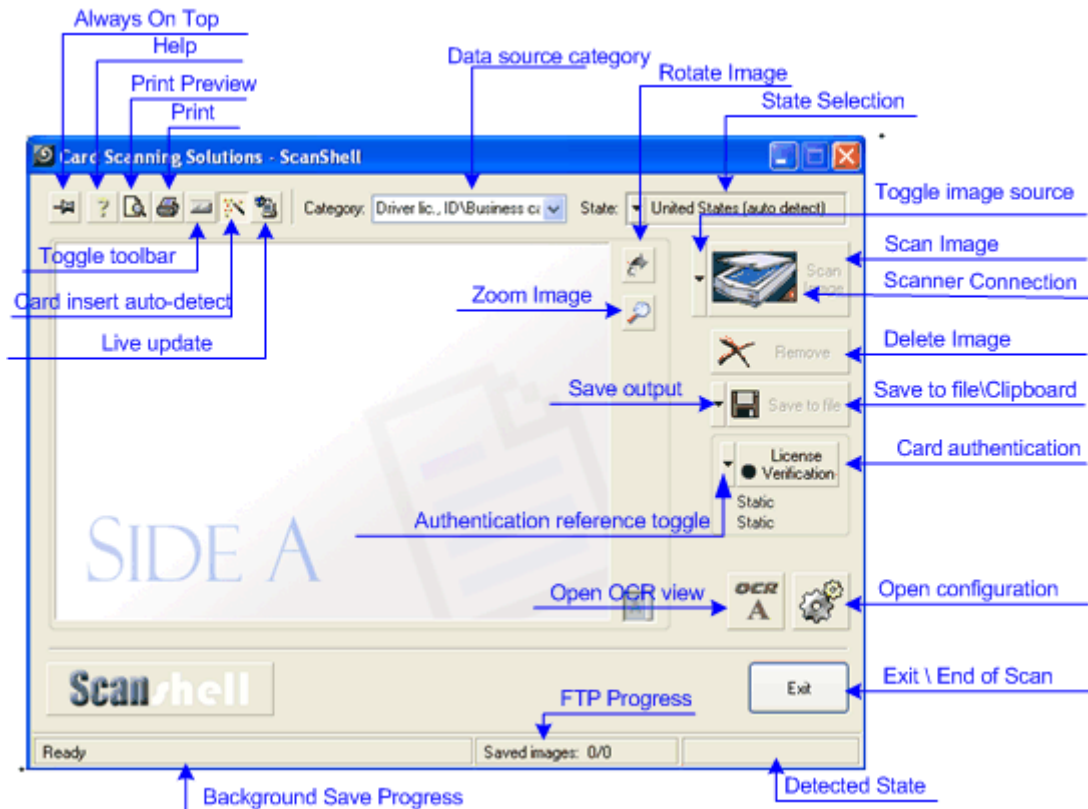 Always On Top
Help
Print Preview
Print
Data source category
Rotate Image
State Selection
Card Scanning Solutions - ScanShell
Category:
Driver lic., ID\Business ca
State:
United States (auto detect)
Toggle image source
Toggle toolbar
Card insert auto-detect
Live update
Zoom Image
Scan Image
Scan Image
Scanner Connection
Remove
Delete Image
Save output
Save to file
Save to file\Clipboard
License Verification
Card authentication
Static
Static
Authentication reference toggle
SIDE A
Open OCR view
OCR
A
Open configuration
Scanshell
Exit
Exit \ End of Scan
FTP Progress
Ready
Saved images: 0/0
Detected State
Background Save Progress